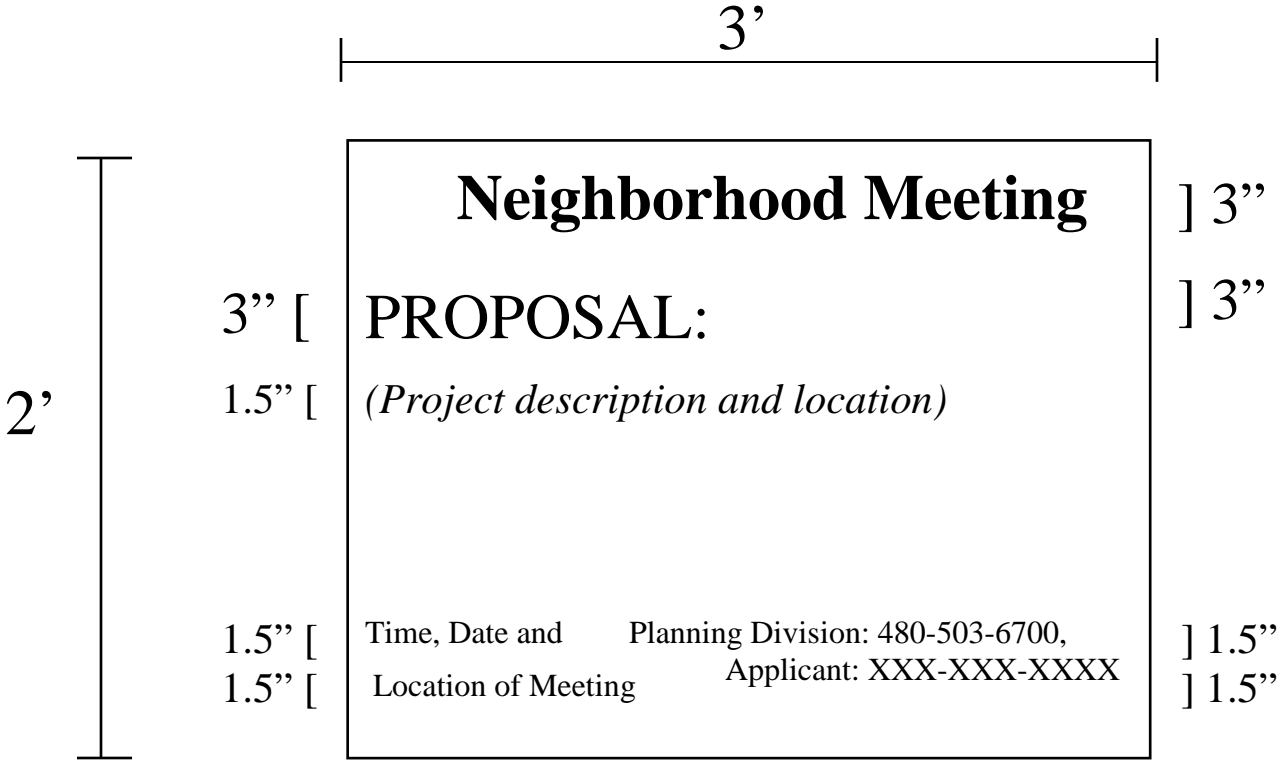 3’
Neighborhood Meeting ] 3”
] 3”
3” [ PROPOSAL:
2’ 1.5” [ (Project description and location)
1.5” [ Time, Date and Planning Division: 480-503-6700, ] 1.5”
Applicant: XXX-XXX-XXXX
1.5” [ Location of Meeting ] 1.5”